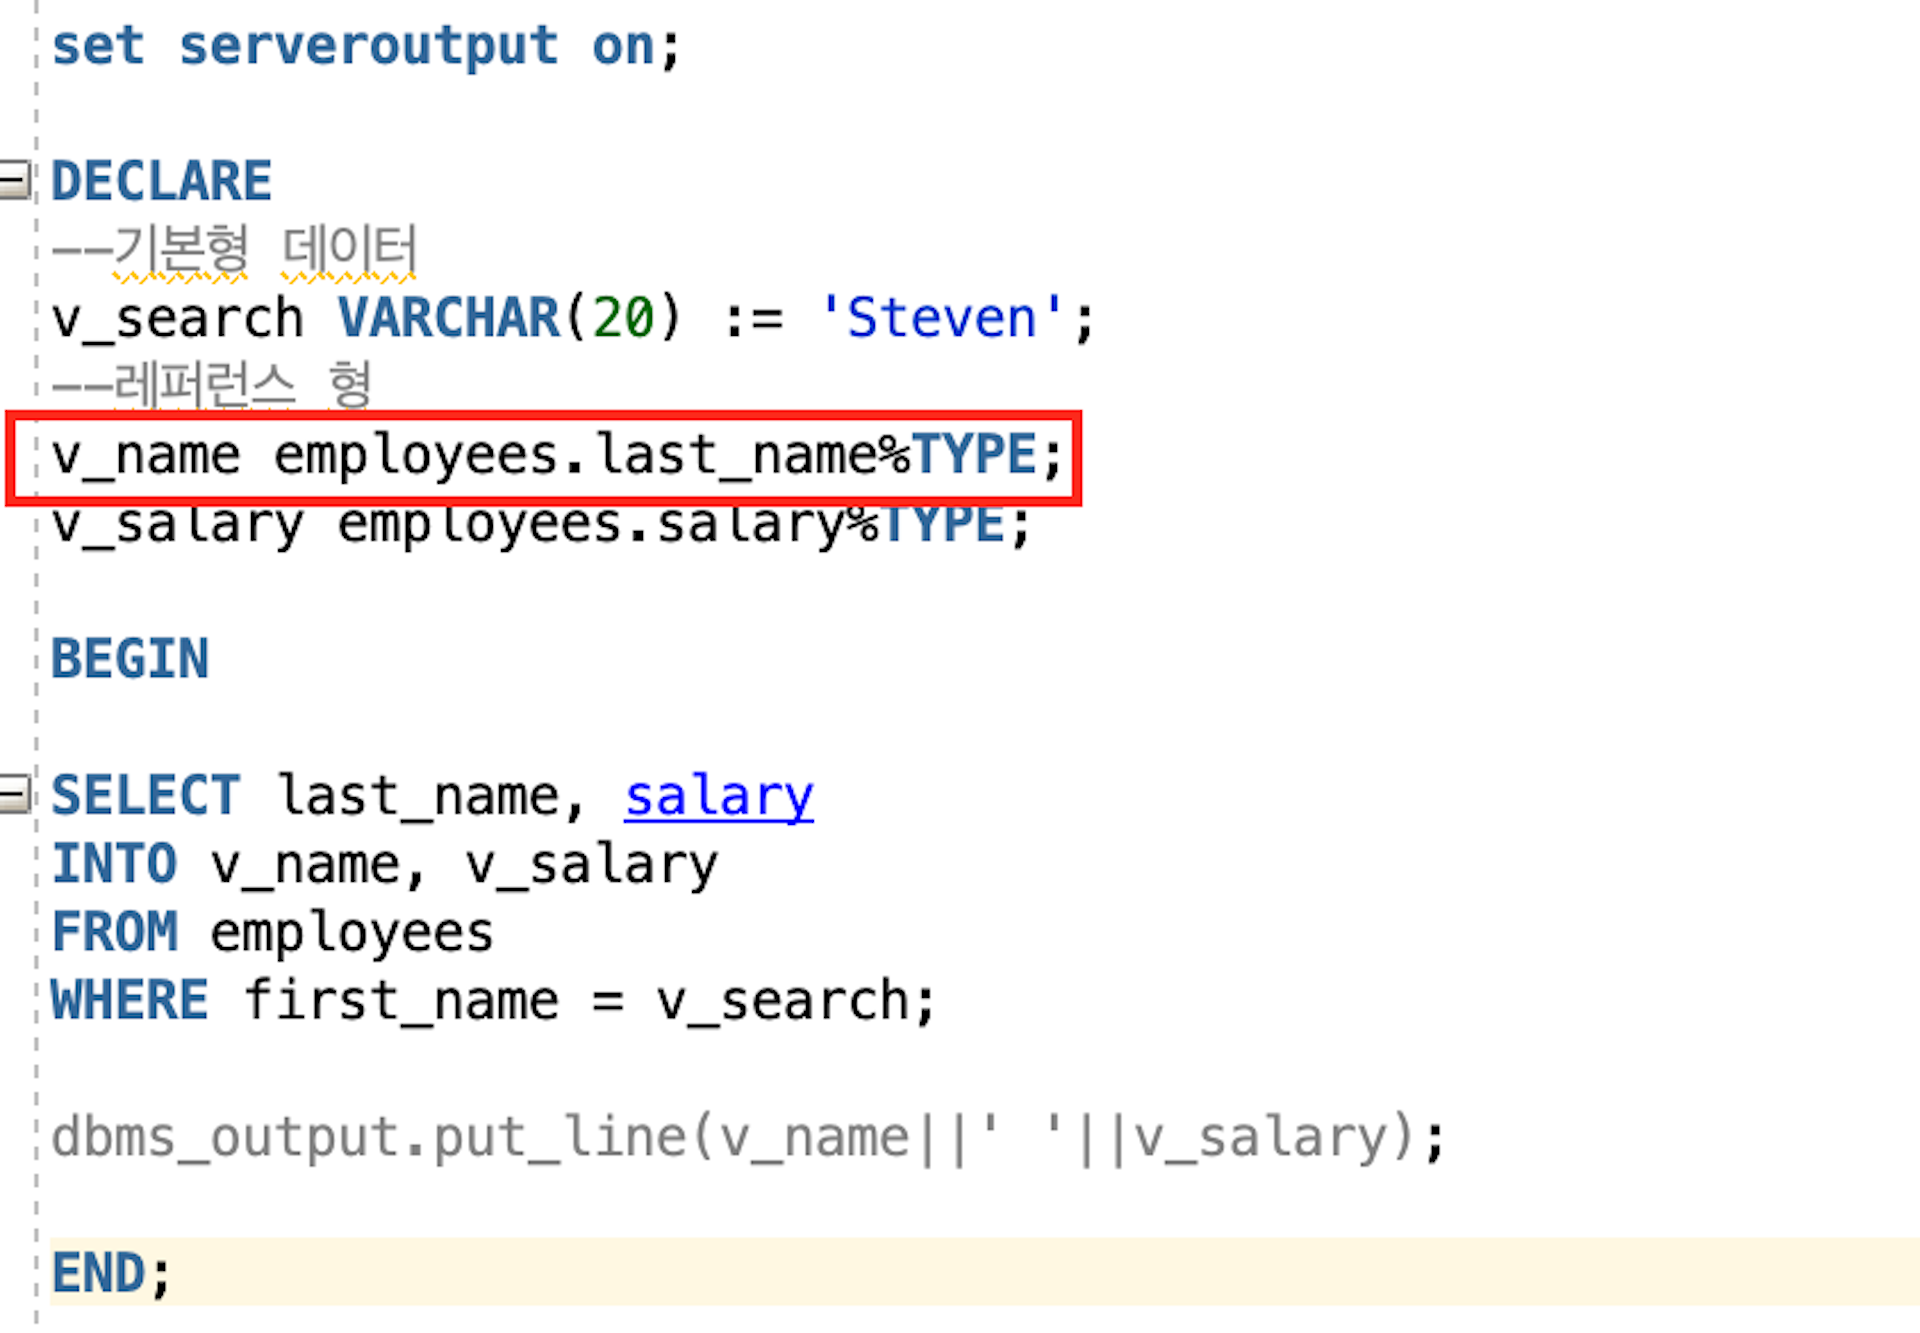 set serveroutput on;
DECLARE
--기본형 데이터
v_search VARCHAR(20) := 'Steven';
--레퍼런스 형
v_name employees.last_name%TYPE;
v_salary employees.salary%TYPE;
BEGIN
SELECT last_name, salary
INTO v_name, v_salary
FROM employees
WHERE first_name = v_search;
dbms_output.put_line(v_name||' '||v_salary);
END;